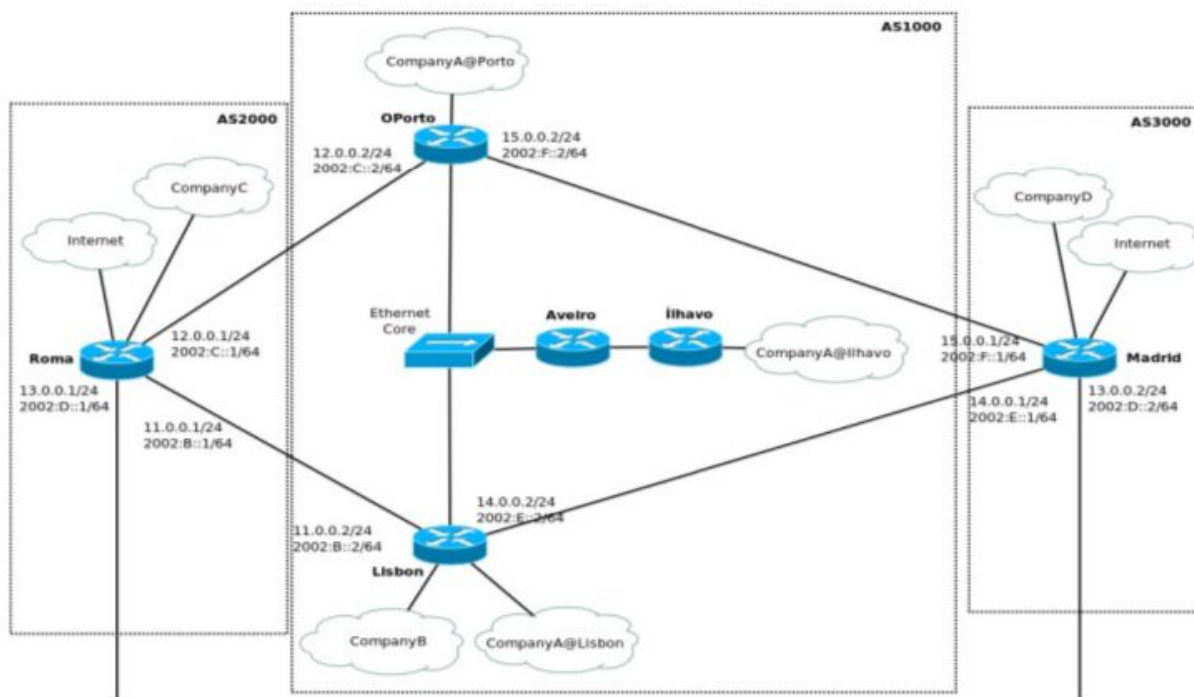 AS1000
CompanyA@Porto
AS2000
OPorto
AS3000
15.0.0.2/24
2002:F::2/64
12.0.0.2/24
2002:C::2/64
CompanyC
CompanyD
Internet
Internet
Ethernet
Core
Aveiro
Ílhavo
12.0.0.1/24
2002:C::1/64
CompanyA@Ilhavo
15.0.0.1/24
2002:F::1/64
Roma
Madrid
13.0.0.1/24
2002:D::1/64
13.0.0.2/24
2002:D::2/64
14.0.0.1/24
2002:E::1/64
11.0.0.1/24
2002:B::1/64
14.0.0.2/24
2002:E::2/64
11.0.0.2/24
2002:B::2/64
Lisbon
CompanyB
CompanyA@Lisbon